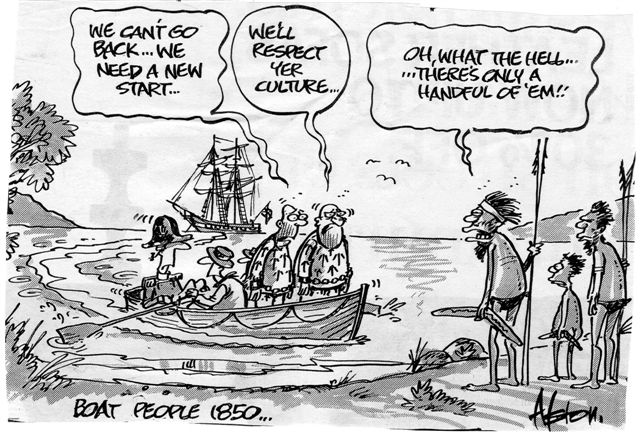 WE CAN'T GO
BACK... WE
NEED A NEW
START...
WE'LL
RESPECT
YER
CULTURE...
OH, WHAT THE HELL...
...THERE'S ONLY A
HANDFUL OF 'EM!!
BOAT PEOPLE 1850...